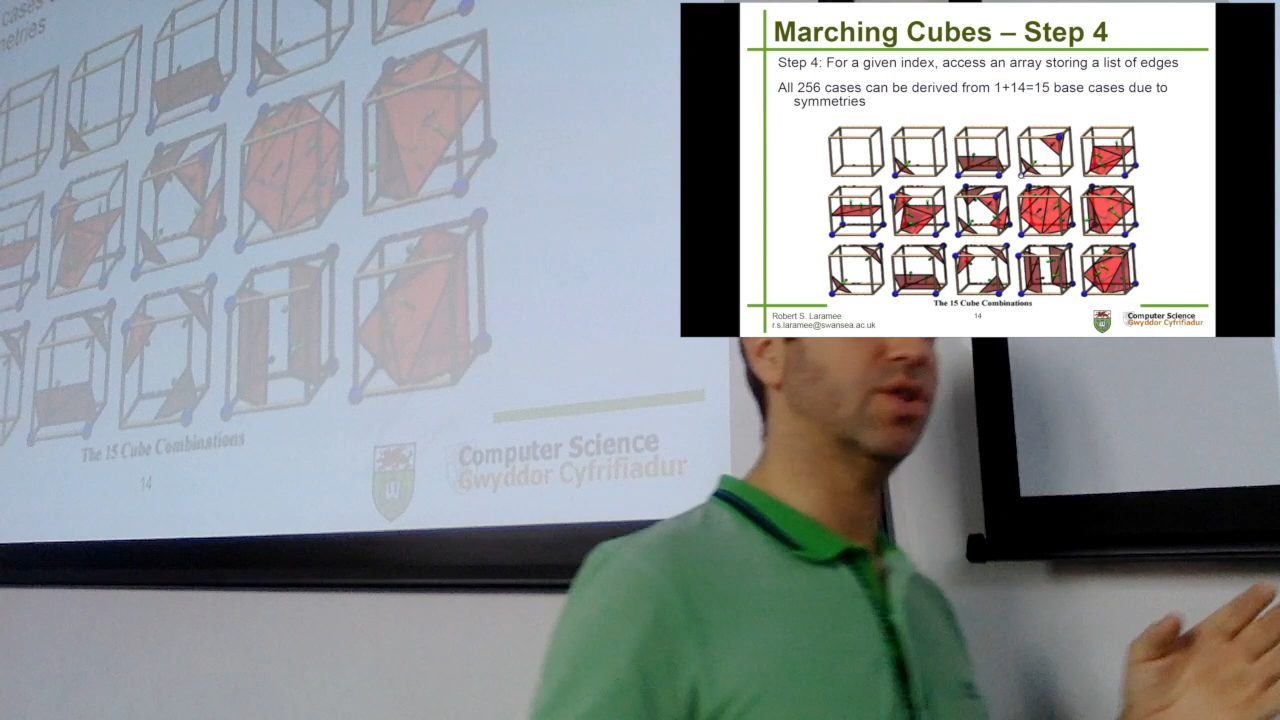 cases
metries
The 15 Cube Combinations
14
Computer Science
Gwyddor Cyfrifiadur
Marching Cubes – Step 4
Step 4: For a given index, access an array storing a list of edges
All 256 cases can be derived from 1+14=15 base cases due to
symmetries
The 15 Cube Combinations
Robert S. Laramee
r.s.laramee@swansea.ac.uk
14
Computer Science
Gwyddor Cyfrifiadur